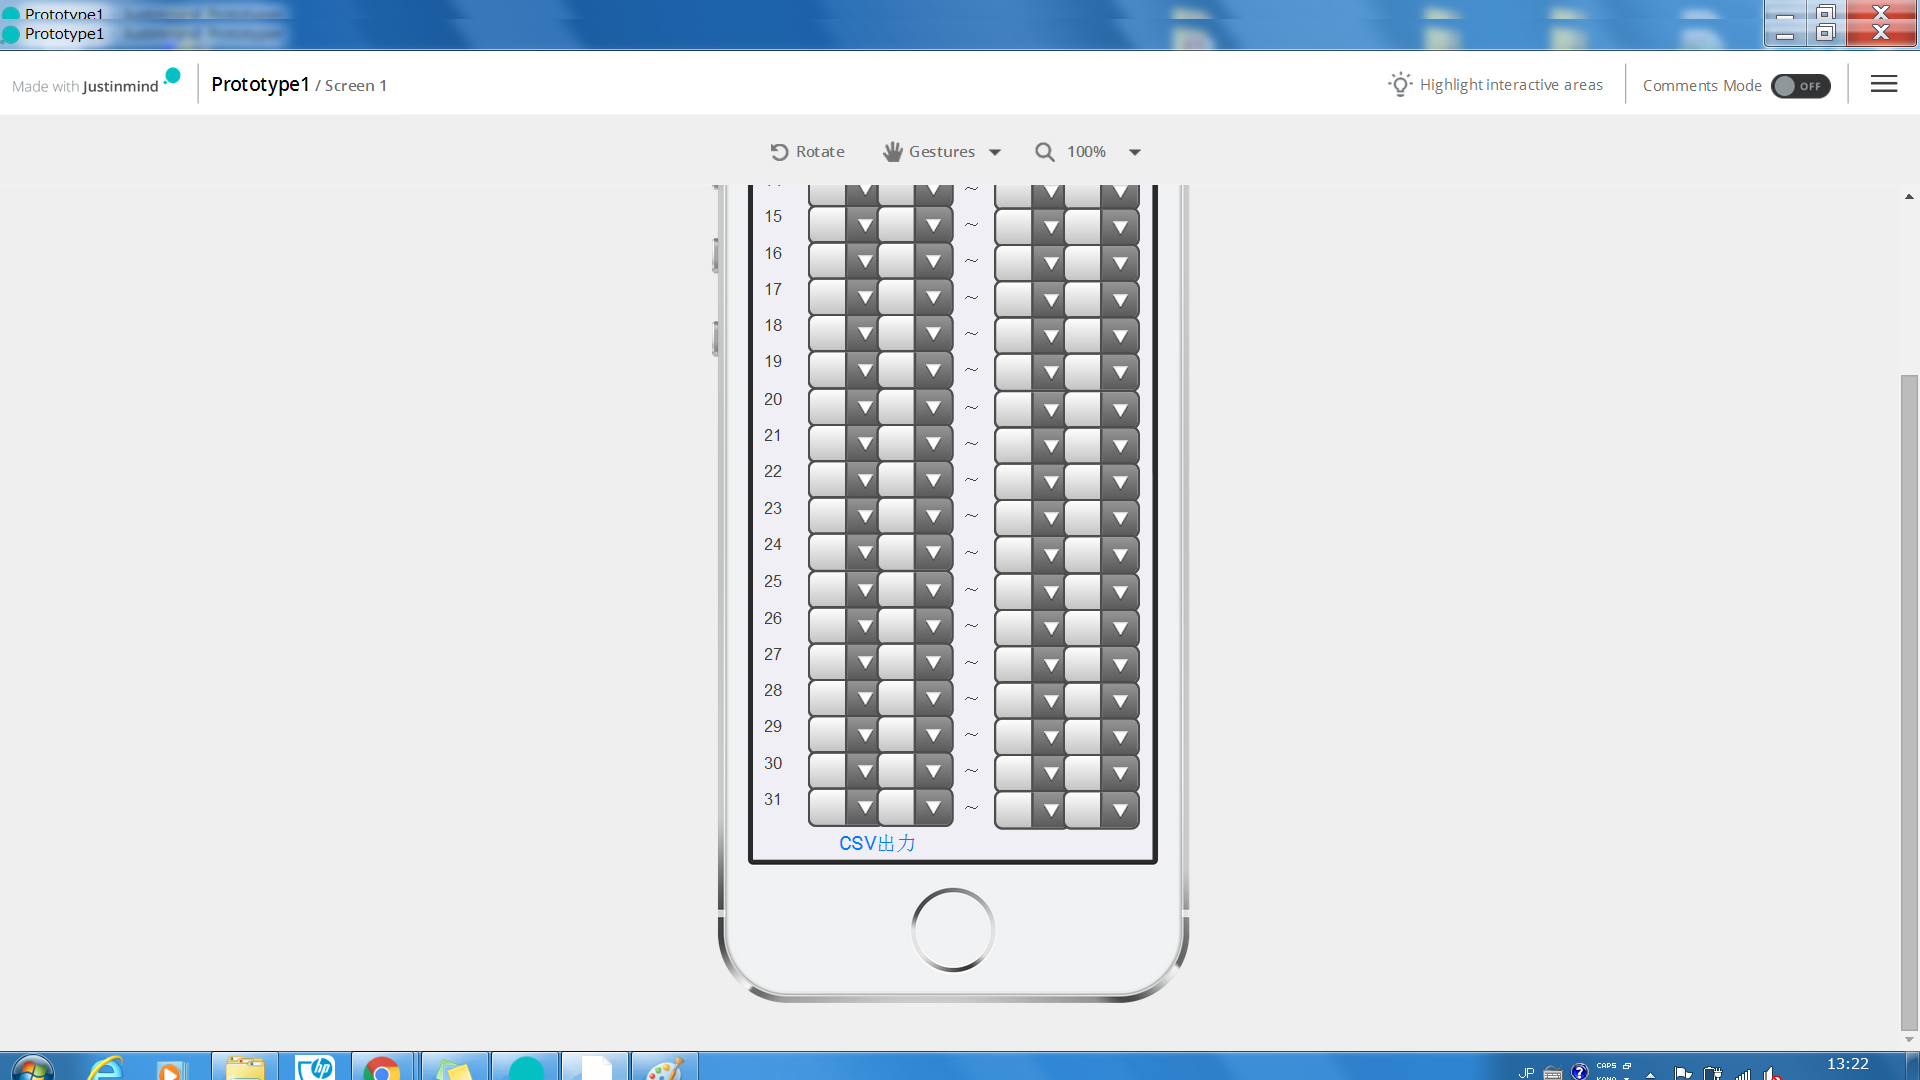 Prototype1
Prototype1
Made with Justinmind
Prototype1 / Screen 1
Highlight interactive areas
Comments Mode
OFF
Rotate
Gestures
100%
15 ~
16 ~
17 ~
18 ~
19 ~
20 ~
21 ~
22 ~
23 ~
24 ~
25 ~
26 ~
27 ~
28 ~
29 ~
30 ~
31 ~
CSV出力
hp
JP
CAPS
13:22